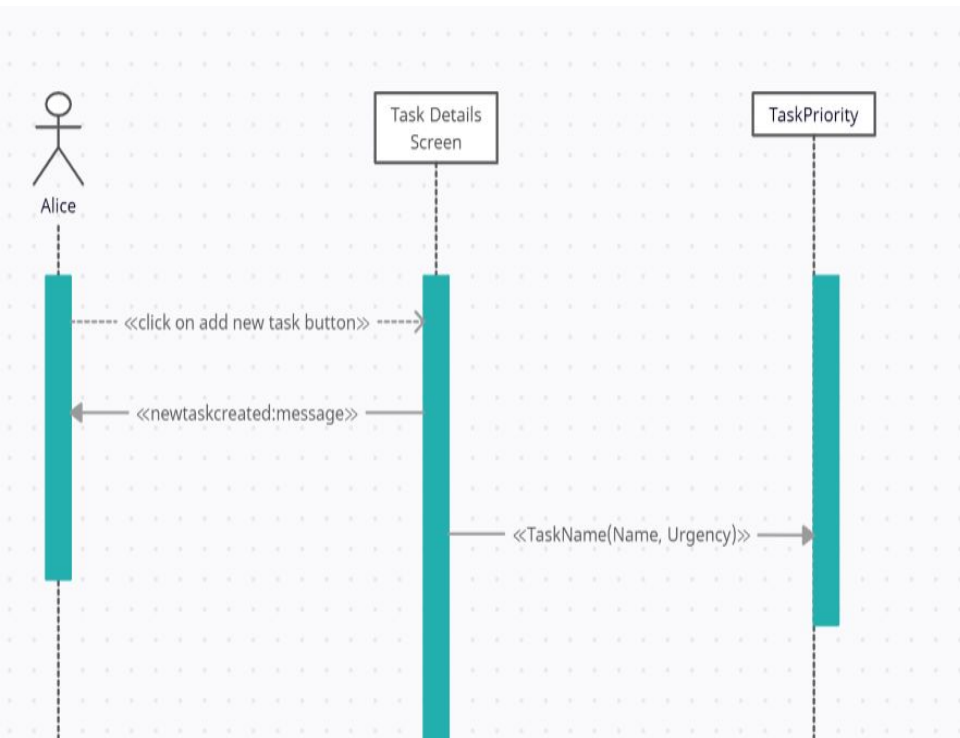 Task Details
Screen
TaskPriority
Alice
≪click on add new task button≫
≪newtaskcreated:message≫
≪TaskName(Name, Urgency)≫